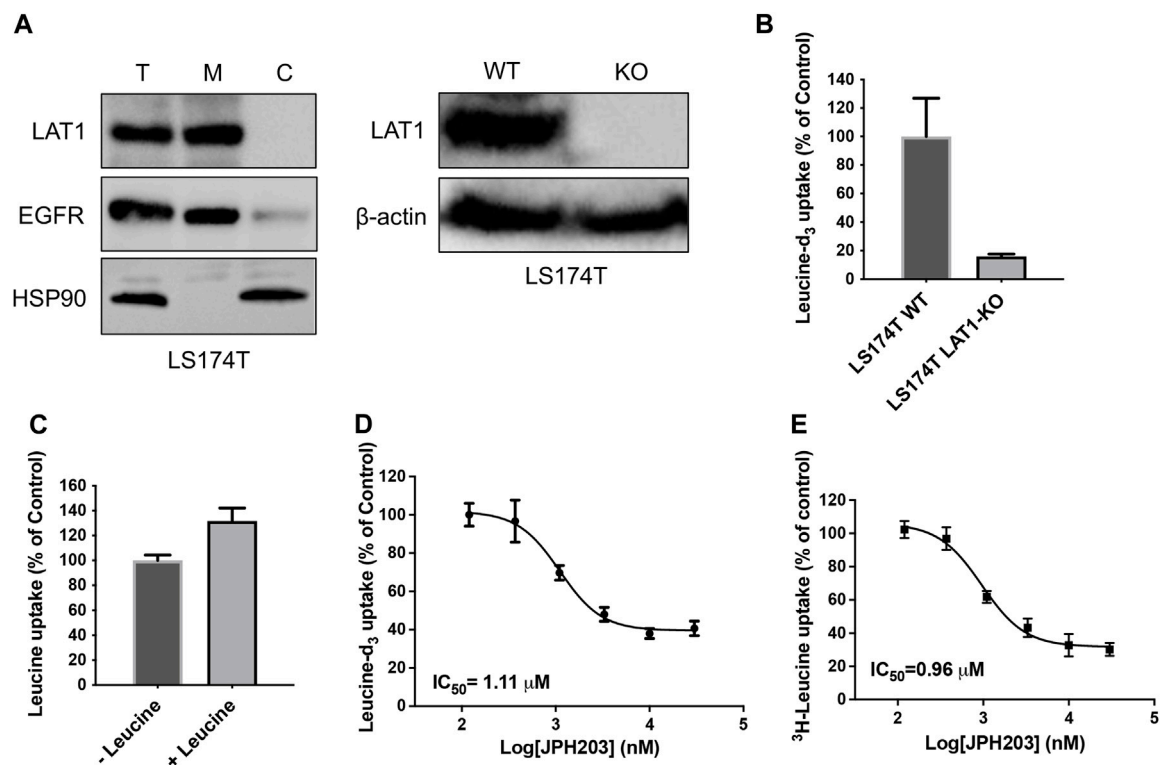 A
T M C
LAT1
EGFR
HSP90
LS174T
WT KO
LAT1
β-actin
LS174T
B
Leucine-d3 uptake (% of Control)
140
120
100
80
60
40
20
0
LS174T WT
LS174T LAT1-KO
C
Leucine uptake (% of Control)
160
140
120
100
80
60
40
20
0
- Leucine
+ Leucine
D
Leucine-d3 uptake (% of Control)
120
100
80
60
40
20
0
IC50= 1.11 μM
2 3 4 5
Log[JPH203] (nM)
E
3H-Leucine uptake (% of control)
120
100
80
60
40
20
0
IC50=0.96 μM
2 3 4 5
Log[JPH203] (nM)